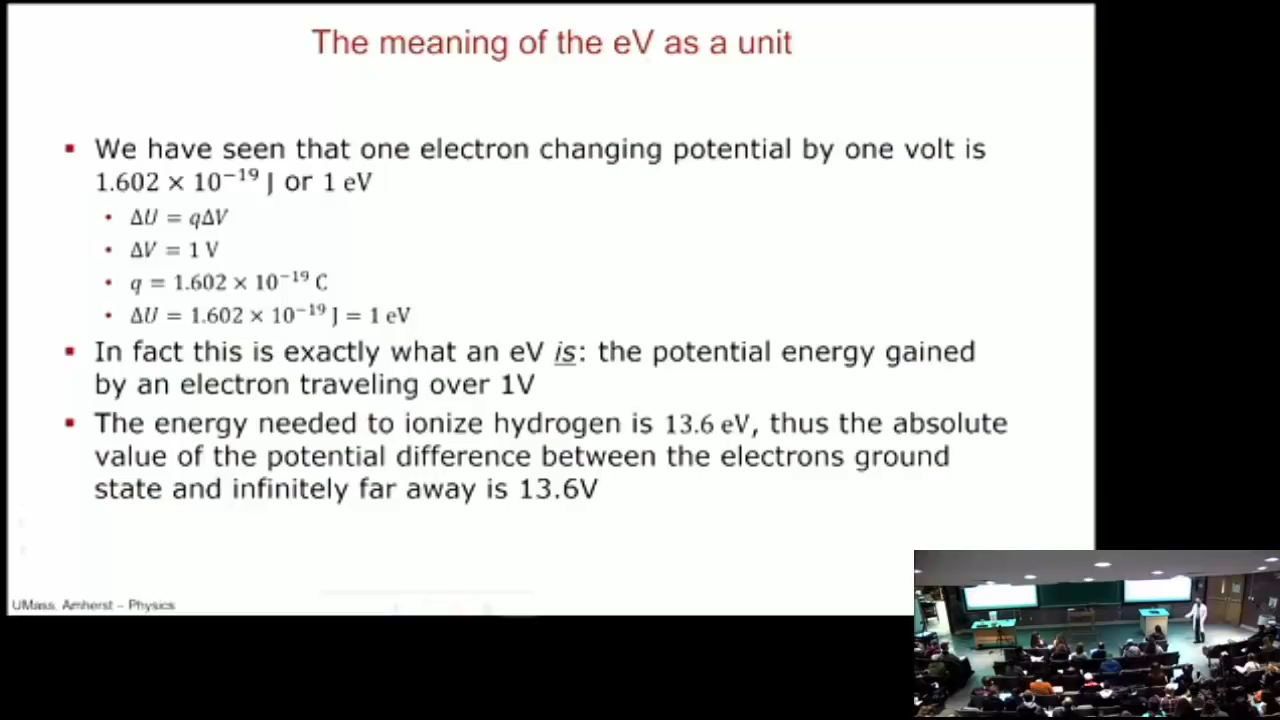 The meaning of the eV as a unit
We have seen that one electron changing potential by one volt is
1.602 × 10⁻¹⁹ J or 1 eV
ΔU = qΔV
ΔV = 1 V
q = 1.602 × 10⁻¹⁹ C
ΔU = 1.602 × 10⁻¹⁹ J = 1 eV
In fact this is exactly what an eV is: the potential energy gained
by an electron traveling over 1V
The energy needed to ionize hydrogen is 13.6 eV, thus the absolute
value of the potential difference between the electrons ground
state and infinitely far away is 13.6V
UMass, Amherst – Physics